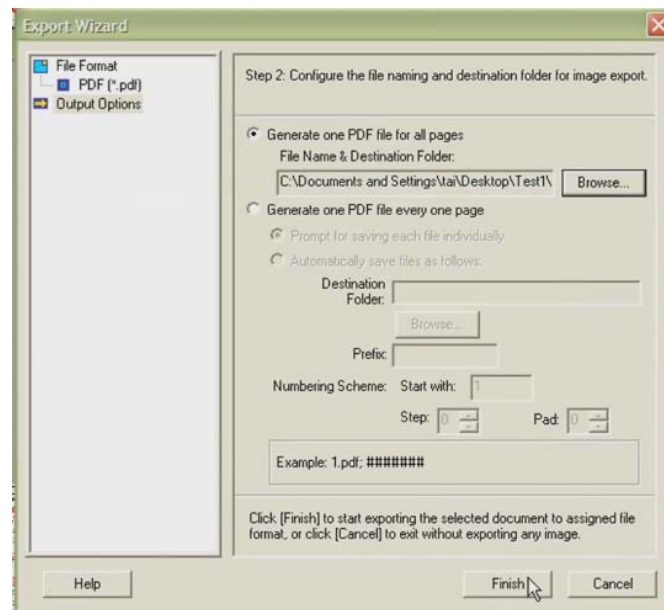 Export Wizard
File Format
PDF (*.pdf)
Output Options
Step 2: Configure the file naming and destination folder for image export.
Generate one PDF file for all pages
File Name & Destination Folder:
C:\Documents and Settings\tai\Desktop\Test1\ Browse...
Generate one PDF file every one page
Prompt for saving each file individually
Automatically save files as follows:
Destination
Folder:
Browse...
Prefix:
Numbering Scheme: Start with: 1
Step: 0 Pad: 0
Example: 1.pdf; #######
Click [Finish] to start exporting the selected document to assigned file
format, or click [Cancel] to exit without exporting any image.
Help Finish Cancel